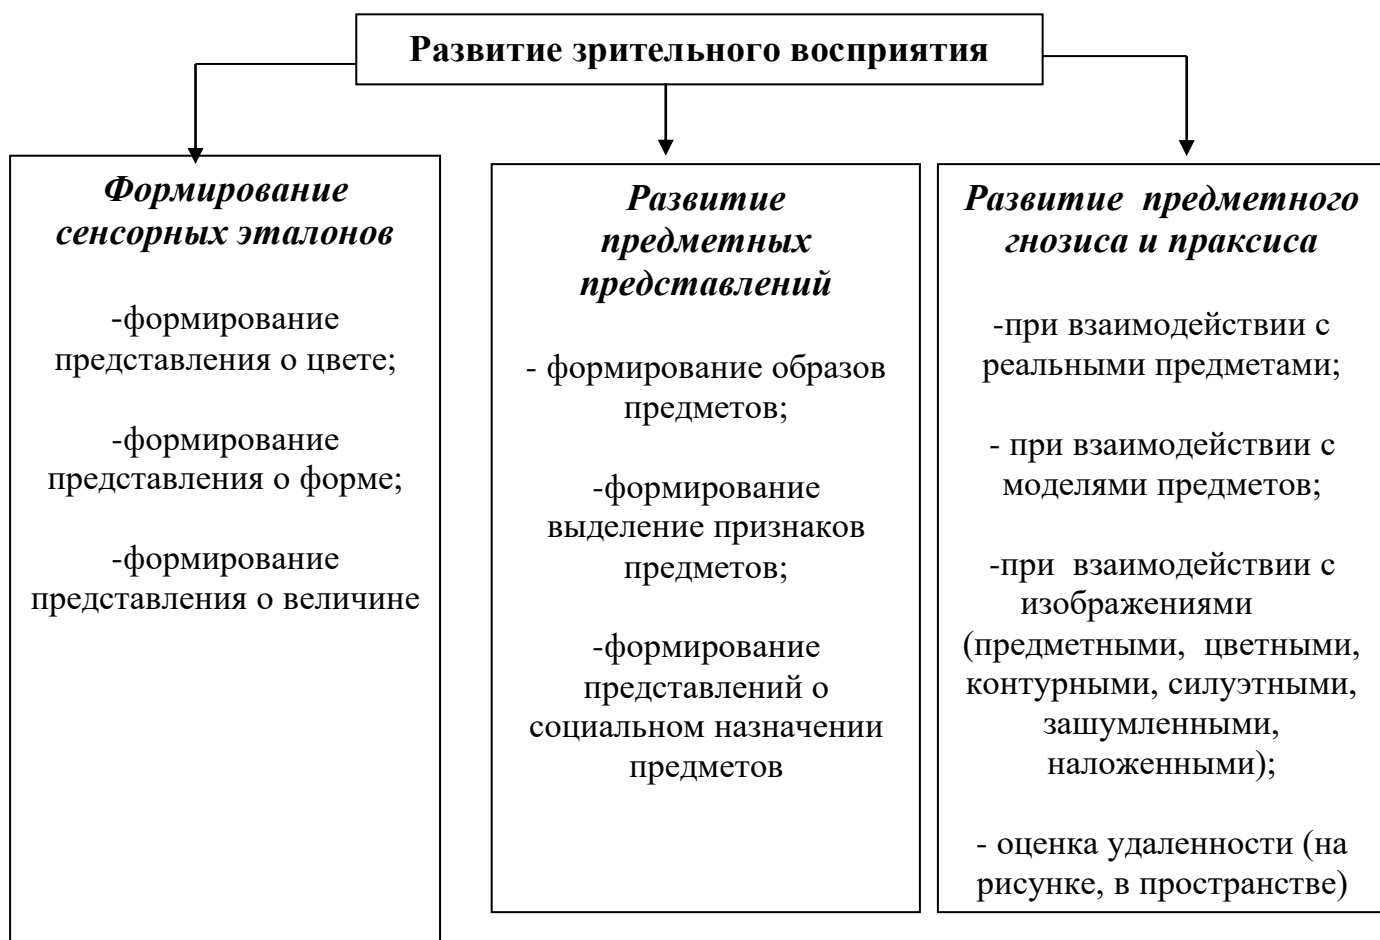 Развитие зрительного восприятия
Формирование
сенсорных эталонов
-формирование
представления о цвете;
-формирование
представления о форме;
-формирование
представления о величине
Развитие
предметных
представлений
- формирование образов
предметов;
-формирование
выделение признаков
предметов;
-формирование
представлений о
социальном назначении
предметов
Развитие предметного
гнозиса и праксиса
-при взаимодействии с
реальными предметами;
- при взаимодействии с
моделями предметов;
-при взаимодействии с
изображениями
(предметными, цветными,
контурными, силуэтными,
зашумленными,
наложенными);
- оценка удаленности (на
рисунке, в пространстве)